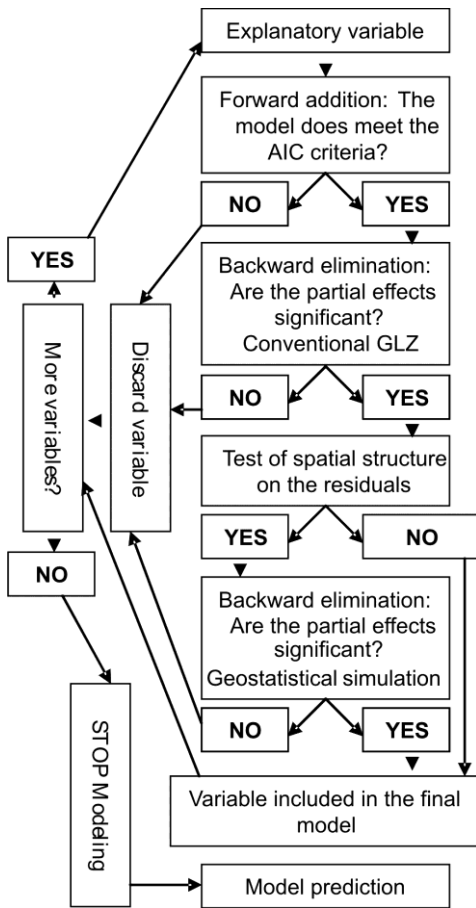 Explanatory variable
Forward addition: The
model does meet the
AIC criteria?
NO
YES
YES
Backward elimination:
Are the partial effects
significant?
Conventional GLZ
More variables?
Discard variable
NO
YES
Test of spatial structure
on the residuals
YES
NO
NO
Backward elimination:
Are the partial effects
significant?
Geostatistical simulation
NO
YES
STOP Modeling
Variable included in the final
model
Model prediction